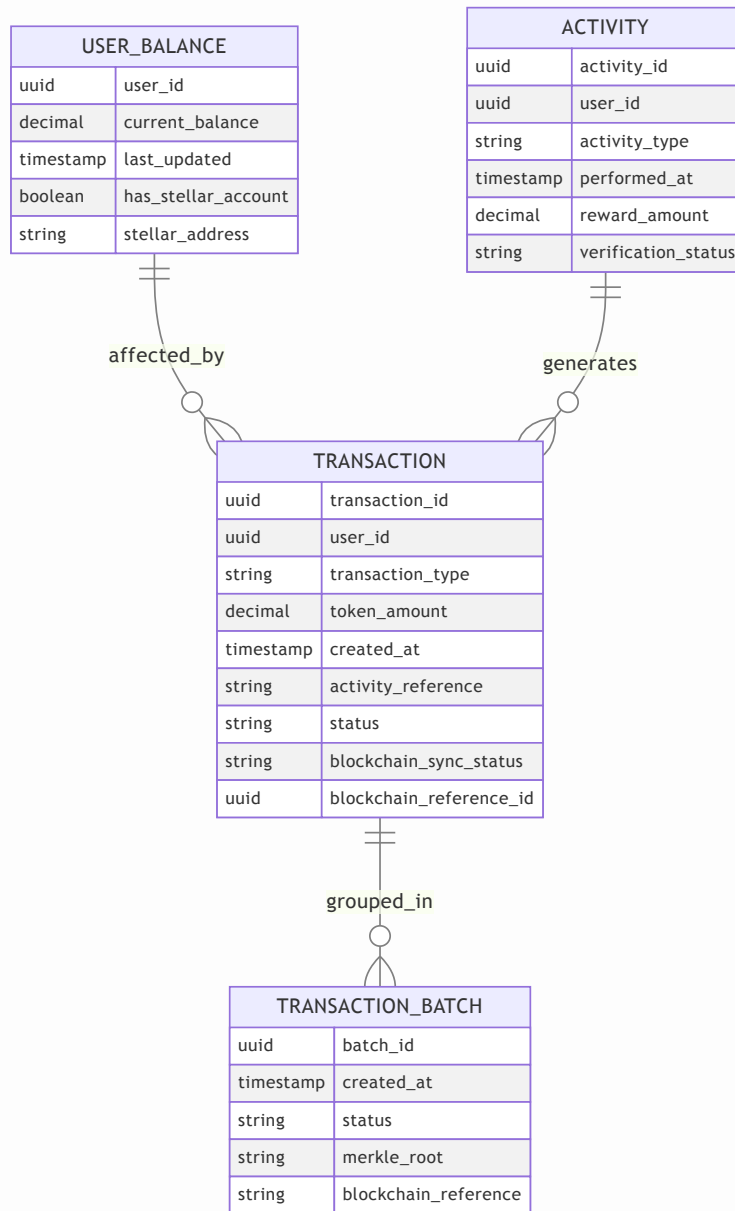 USER_BALANCE
uuid user_id
decimal current_balance
timestamp last_updated
boolean has_stellar_account
string stellar_address
ACTIVITY
uuid activity_id
uuid user_id
string activity_type
timestamp performed_at
decimal reward_amount
string verification_status
affected_by
generates
TRANSACTION
uuid transaction_id
uuid user_id
string transaction_type
decimal token_amount
timestamp created_at
string activity_reference
string status
string blockchain_sync_status
uuid blockchain_reference_id
grouped_in
TRANSACTION_BATCH
uuid batch_id
timestamp created_at
string status
string merkle_root
string blockchain_reference